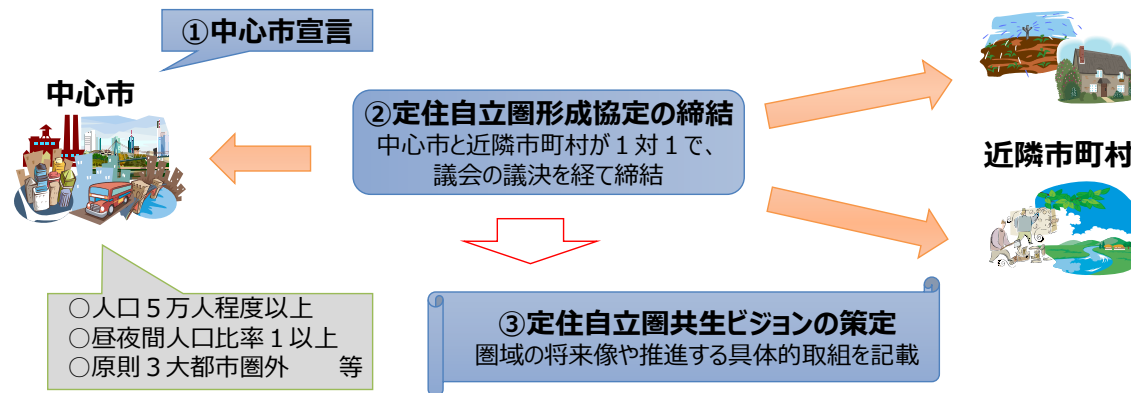 ①中心市宣言
中心市
②定住自立圏形成協定の締結
中心市と近隣市町村が１対１で、
議会の議決を経て締結
近隣市町村
○人口５万人程度以上
○昼夜間人口比率１以上
○原則３大都市圏外　　等
③定住自立圏共生ビジョンの策定
圏域の将来像や推進する具体的取組を記載